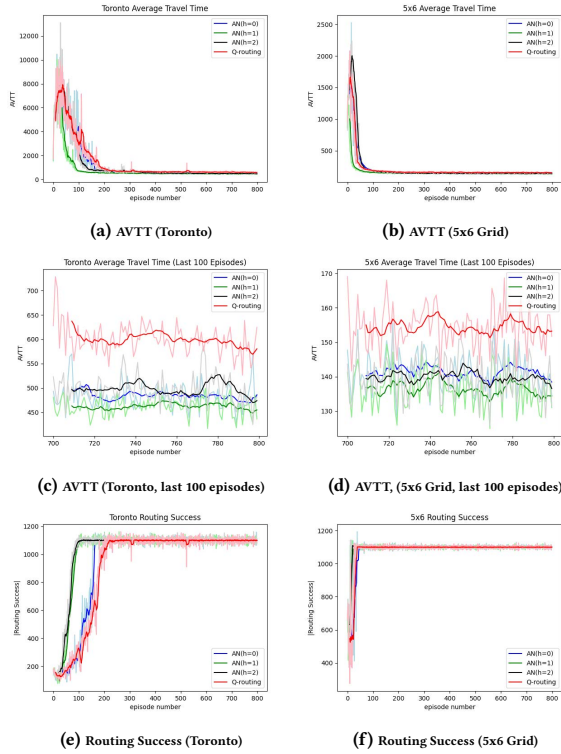 Toronto Average Travel Time
AVTT
14000
12000
10000
8000
6000
4000
2000
0
0 100 200 300 400 500 600 700 800
episode number
AN(h=0)
AN(h=1)
AN(h=2)
Q-routing
(a) AVTT (Toronto)
5x6 Average Travel Time
AVTT
2500
2000
1500
1000
500
0 100 200 300 400 500 600 700 800
episode number
AN(h=0)
AN(h=1)
AN(h=2)
Q-routing
(b) AVTT (5x6 Grid)
Toronto Average Travel Time (Last 100 Episodes)
AVTT
700
650
600
550
500
450
700 720 740 760 780 800
episode number
AN(h=0)
AN(h=1)
AN(h=2)
Q-routing
(c) AVTT (Toronto, last 100 episodes)
5x6 Average Travel Time (Last 100 Episodes)
AVTT
170
160
150
140
130
700 720 740 760 780 800
episode number
AN(h=0)
AN(h=1)
AN(h=2)
Q-routing
(d) AVTT, (5x6 Grid, last 100 episodes)
Toronto Routing Success
|Routing Success|
1200
1000
800
600
400
200
0 100 200 300 400 500 600 700 800
episode number
AN(h=0)
AN(h=1)
AN(h=2)
Q-routing
(e) Routing Success (Toronto)
5x6 Routing Success
|Routing Success|
1200
1000
800
600
400
0 100 200 300 400 500 600 700 800
episode number
AN(h=0)
AN(h=1)
AN(h=2)
Q-routing
(f) Routing Success (5x6 Grid)